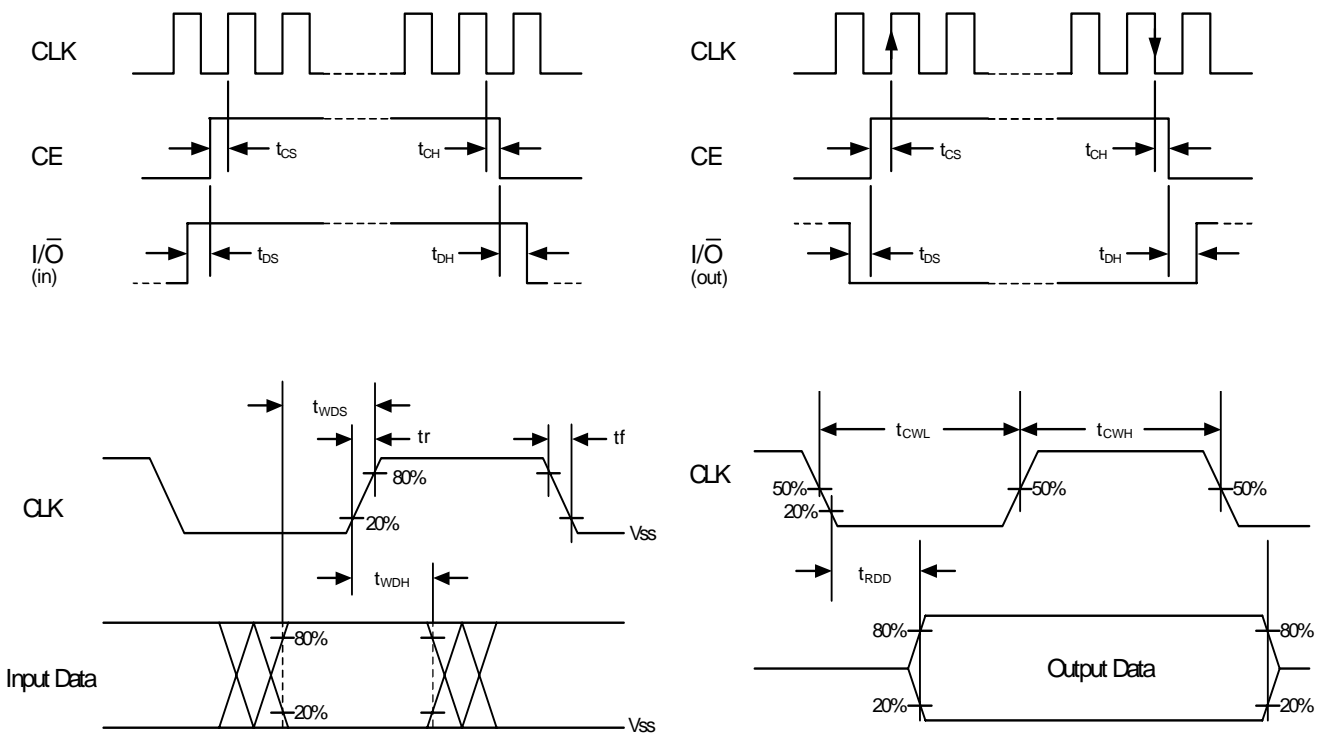 CLK
CE
tCS
tCH
I/O̅
(in)
tDS
tDH
CLK
CE
tCS
tCH
I/O̅
(out)
tDS
tDH
tWDS
tr
tf
CLK
80%
20%
Vss
tWDH
Input Data
80%
20%
Vss
tCWL
tCWH
CLK
50%
50%
50%
20%
tRDD
80%
80%
Output Data
20%
20%